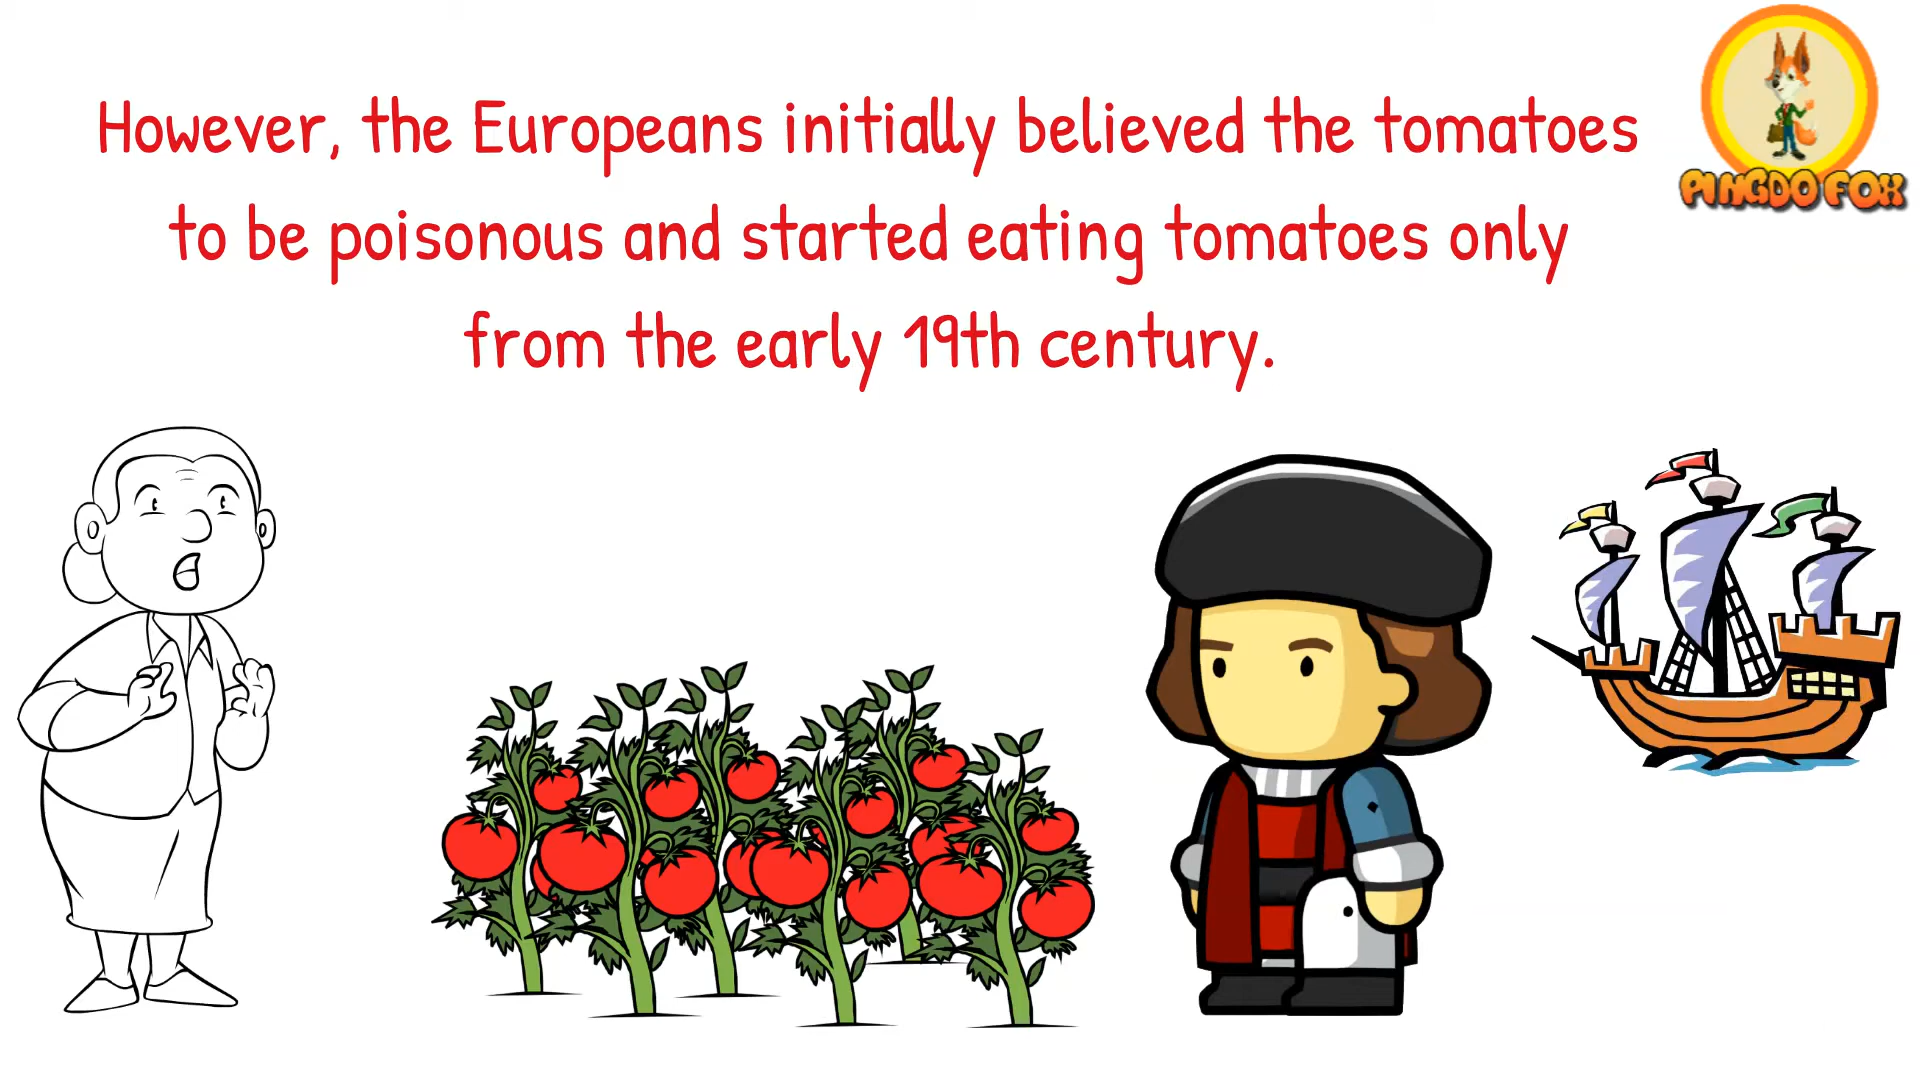 However, the Europeans initially believed the tomatoes
to be poisonous and started eating tomatoes only
from the early 19th century.
PINGDO FOX